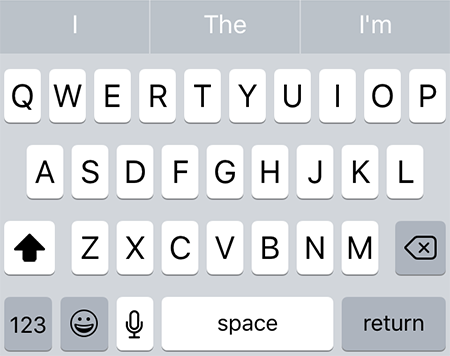 I The I'm
Q W E R T Y U I O P
A S D F G H J K L
Z X C V B N M
123 space return